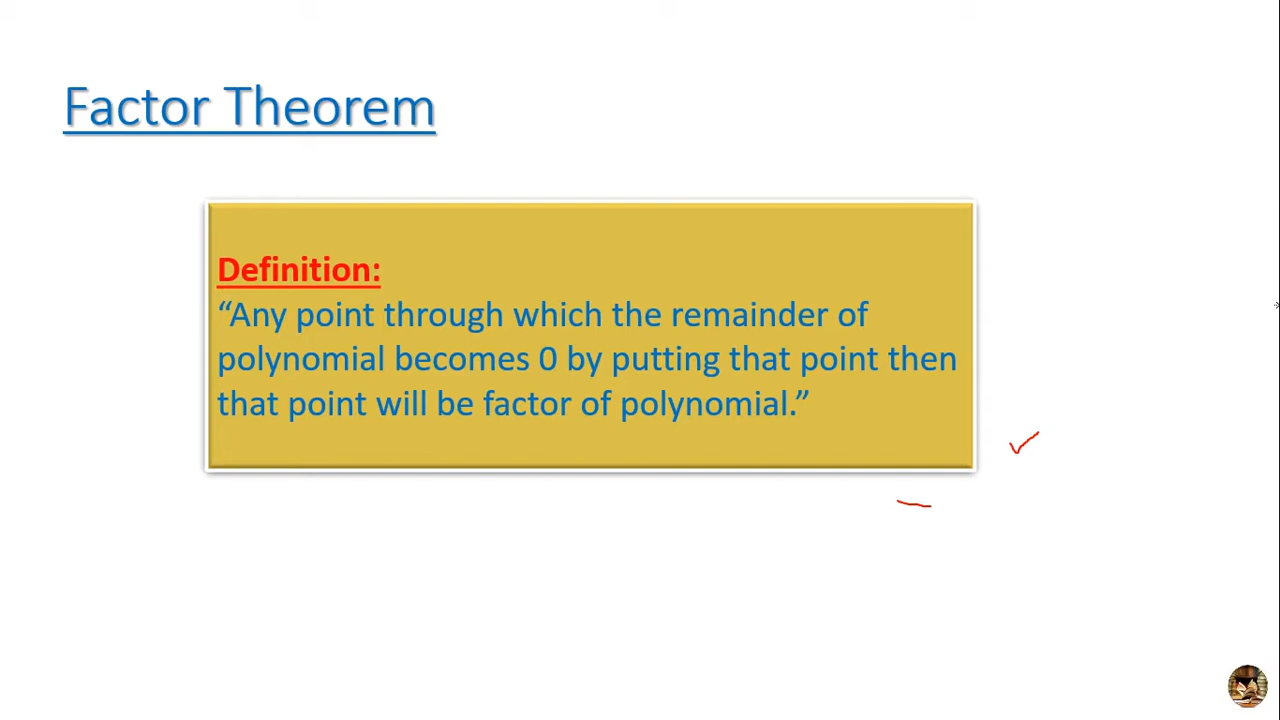 Factor Theorem
Definition:
“Any point through which the remainder of
polynomial becomes 0 by putting that point then
that point will be factor of polynomial.”